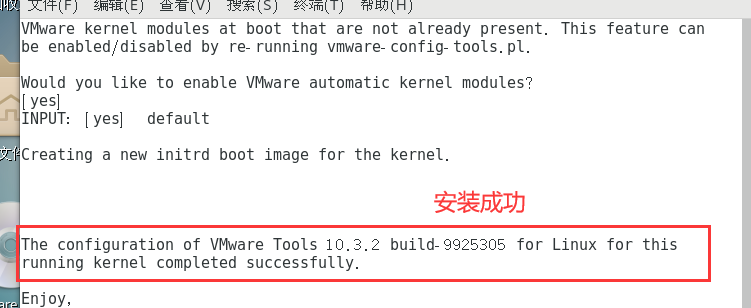 文件(F) 编辑(E) 查看(V) 搜索(S) 终端(T) 帮助(H)
VMware kernel modules at boot that are not already present. This feature can
be enabled/disabled by re-running vmware-config-tools.pl.
Would you like to enable VMware automatic kernel modules?
[yes]
INPUT: [yes]  default
Creating a new initrd boot image for the kernel.
安装成功
The configuration of VMware Tools 10.3.2 build-9925305 for Linux for this
running kernel completed successfully.
Enjoy,